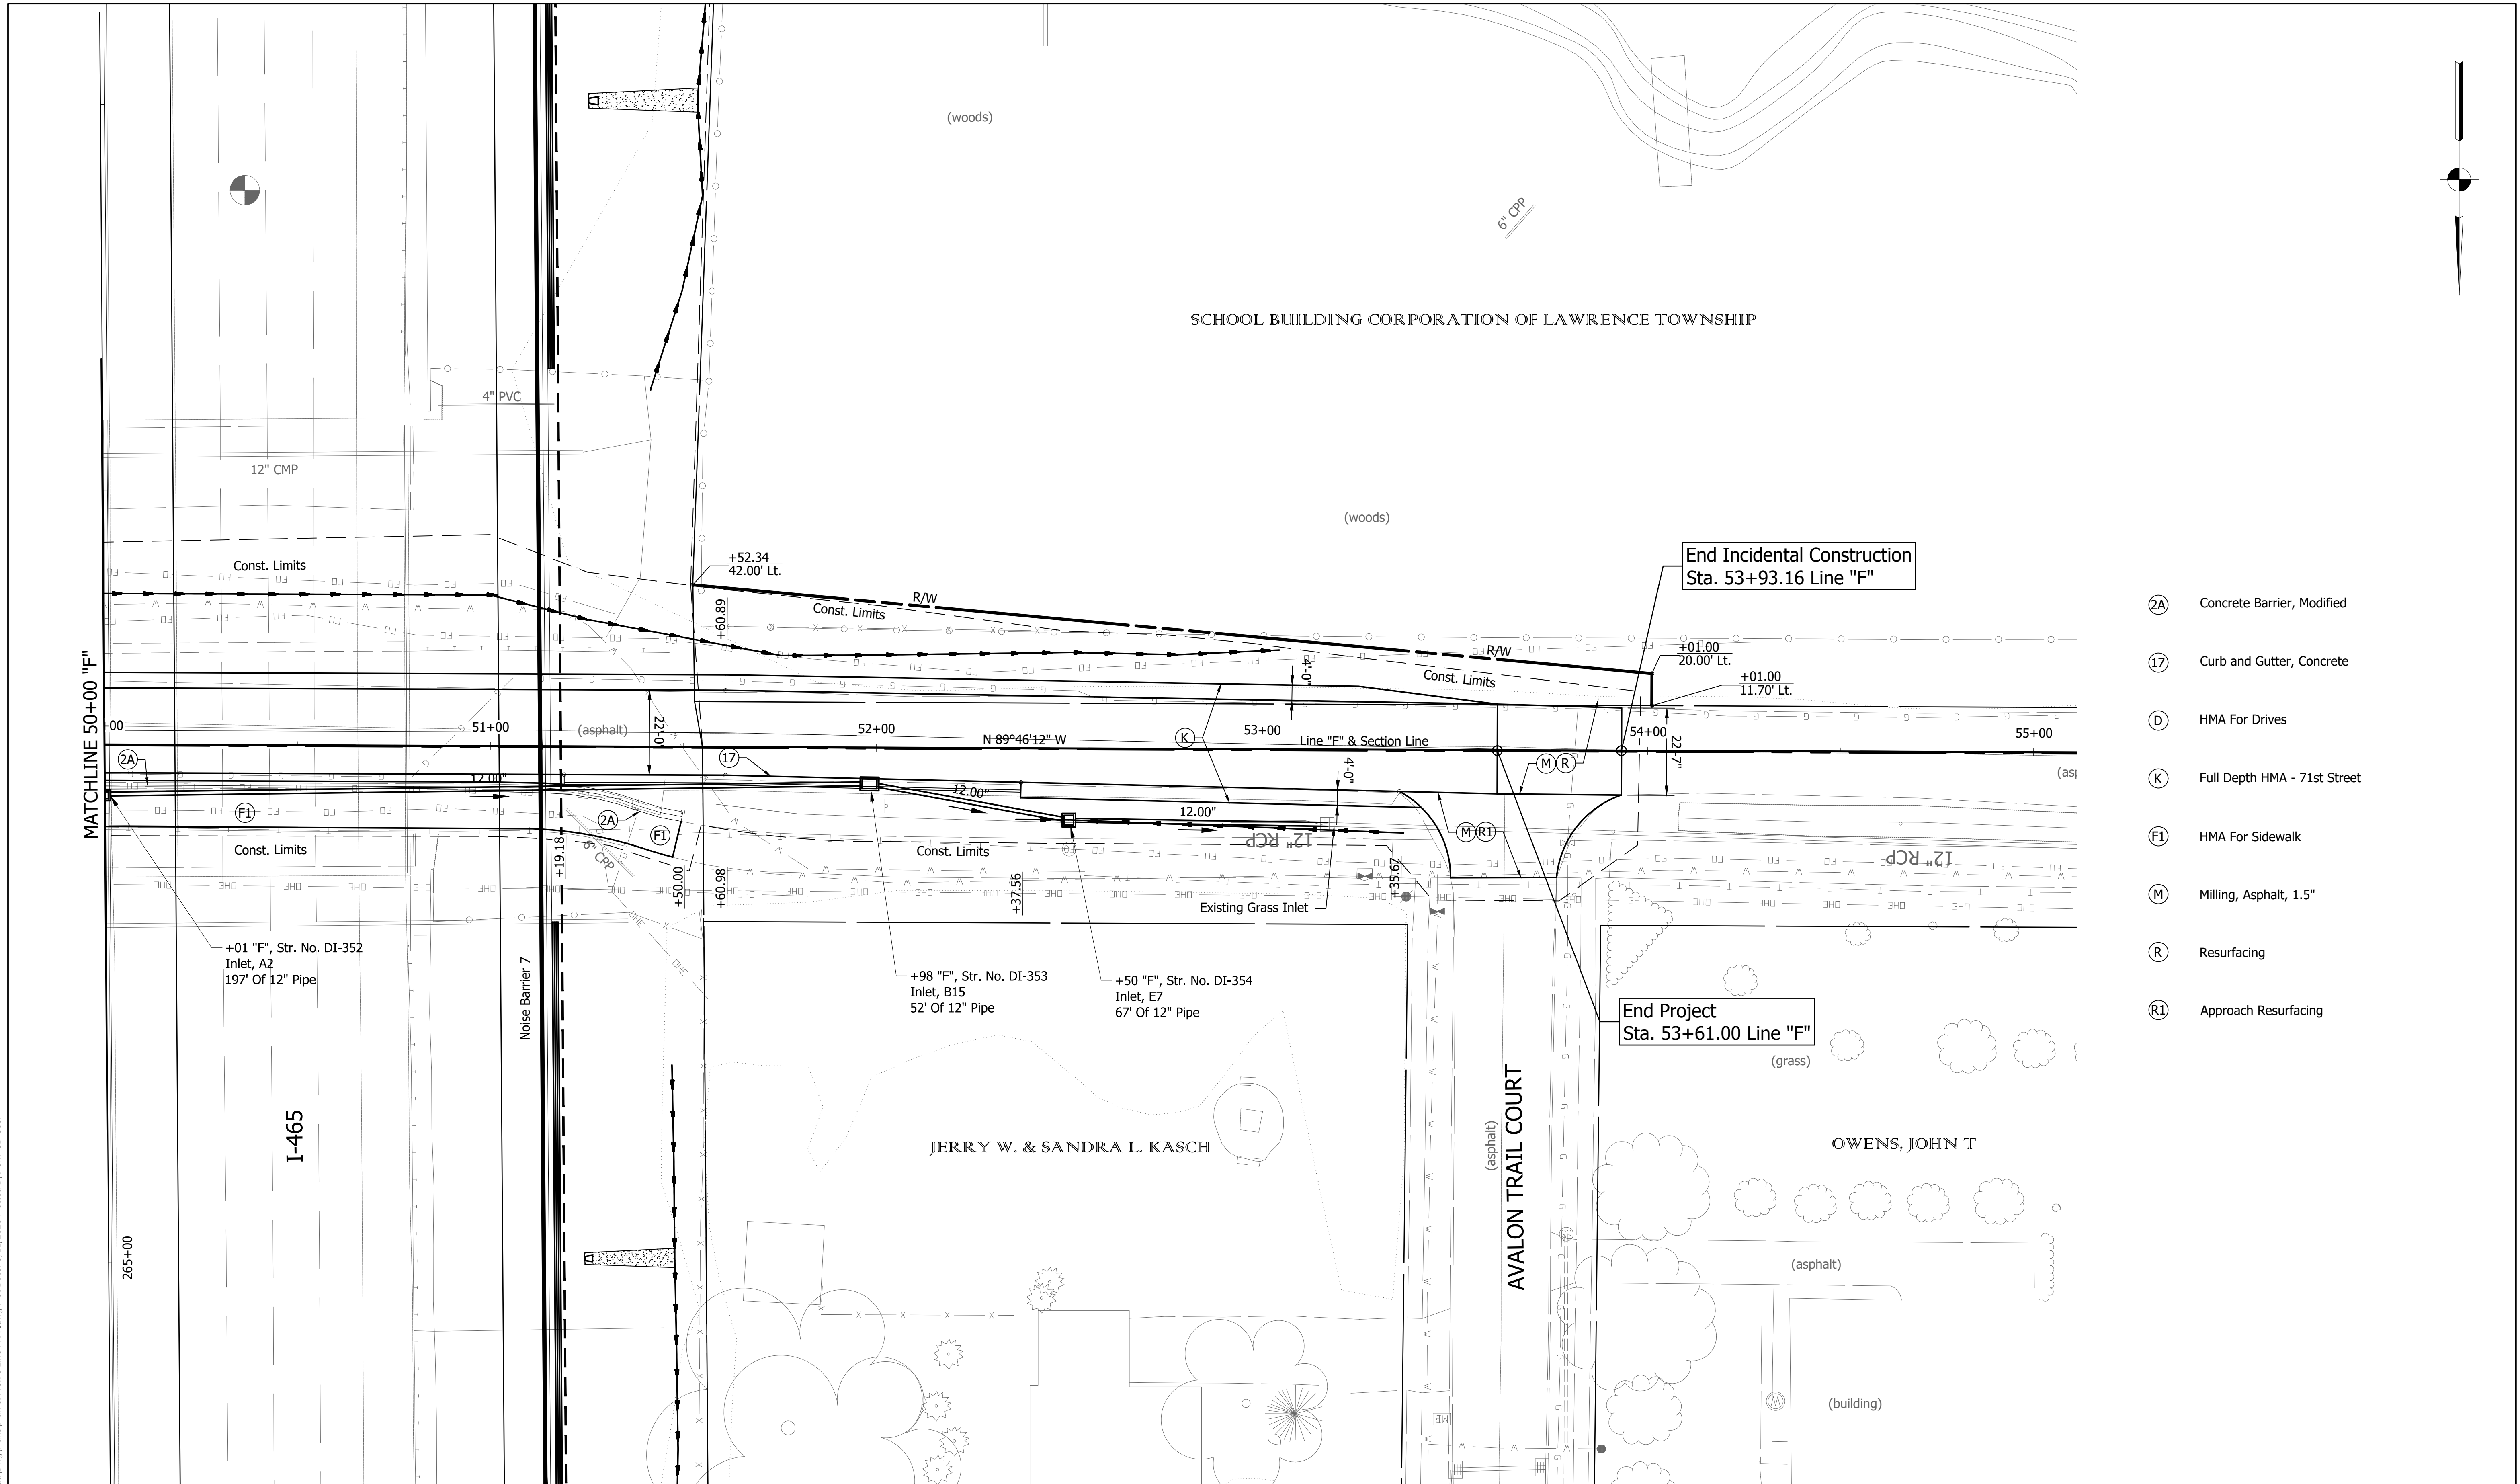 (woods)
6" CPP
SCHOOL BUILDING CORPORATION OF LAWRENCE TOWNSHIP
4" PVC
12" CMP
(woods)
Const. Limits
+52.34
42.00' Lt.
R/W
Const. Limits
+60.89
End Incidental Construction
Sta. 53+93.16 Line "F"
R/W
+01.00
20.00' Lt.
4'-0"
Const. Limits
+01.00
11.70' Lt.
MATCHLINE 50+00 "F"
+00
51+00
(asphalt)
22'-0"
52+00
N 89°46'12" W
K
53+00
Line "F" & Section Line
54+00
22'-7"
55+00
2A
12.00"
17
12.00"
4'-0"
M R
(asp
F1
2A
F1
12.00"
12" RCP
M R1
12" RCP
Const. Limits
+19.18
6" CPP
+50.00
+60.98
Const. Limits
+37.56
+35.67
Existing Grass Inlet
+01 "F", Str. No. DI-352
Inlet, A2
197' Of 12" Pipe
Noise Barrier 7
+98 "F", Str. No. DI-353
Inlet, B15
52' Of 12" Pipe
+50 "F", Str. No. DI-354
Inlet, E7
67' Of 12" Pipe
End Project
Sta. 53+61.00 Line "F"
(grass)
I-465
265+00
JERRY W. & SANDRA L. KASCH
(asphalt)
AVALON TRAIL COURT
OWENS, JOHN T
(asphalt)
(building)
W
MB
2A Concrete Barrier, Modified
17 Curb and Gutter, Concrete
D HMA For Drives
K Full Depth HMA - 71st Street
F1 HMA For Sidewalk
M Milling, Asphalt, 1.5"
R Resurfacing
R1 Approach Resurfacing